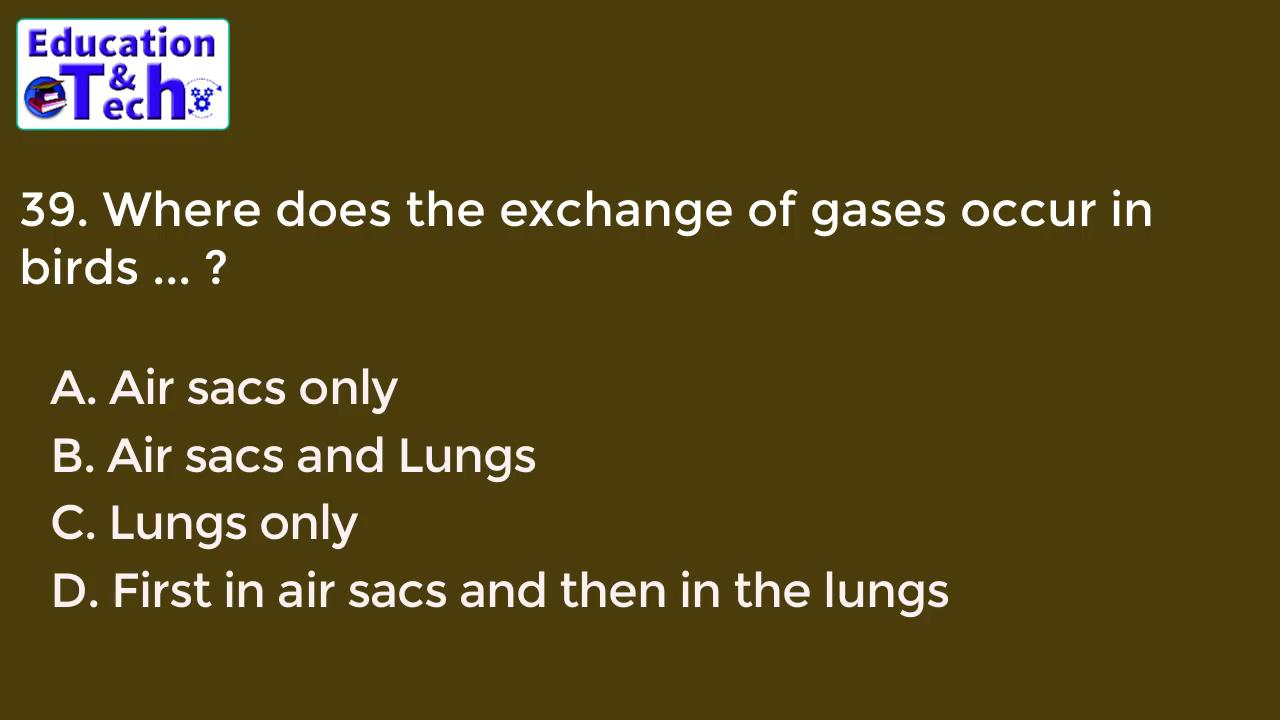 Education
& Tech
39. Where does the exchange of gases occur in
birds ... ?
A. Air sacs only
B. Air sacs and Lungs
C. Lungs only
D. First in air sacs and then in the lungs